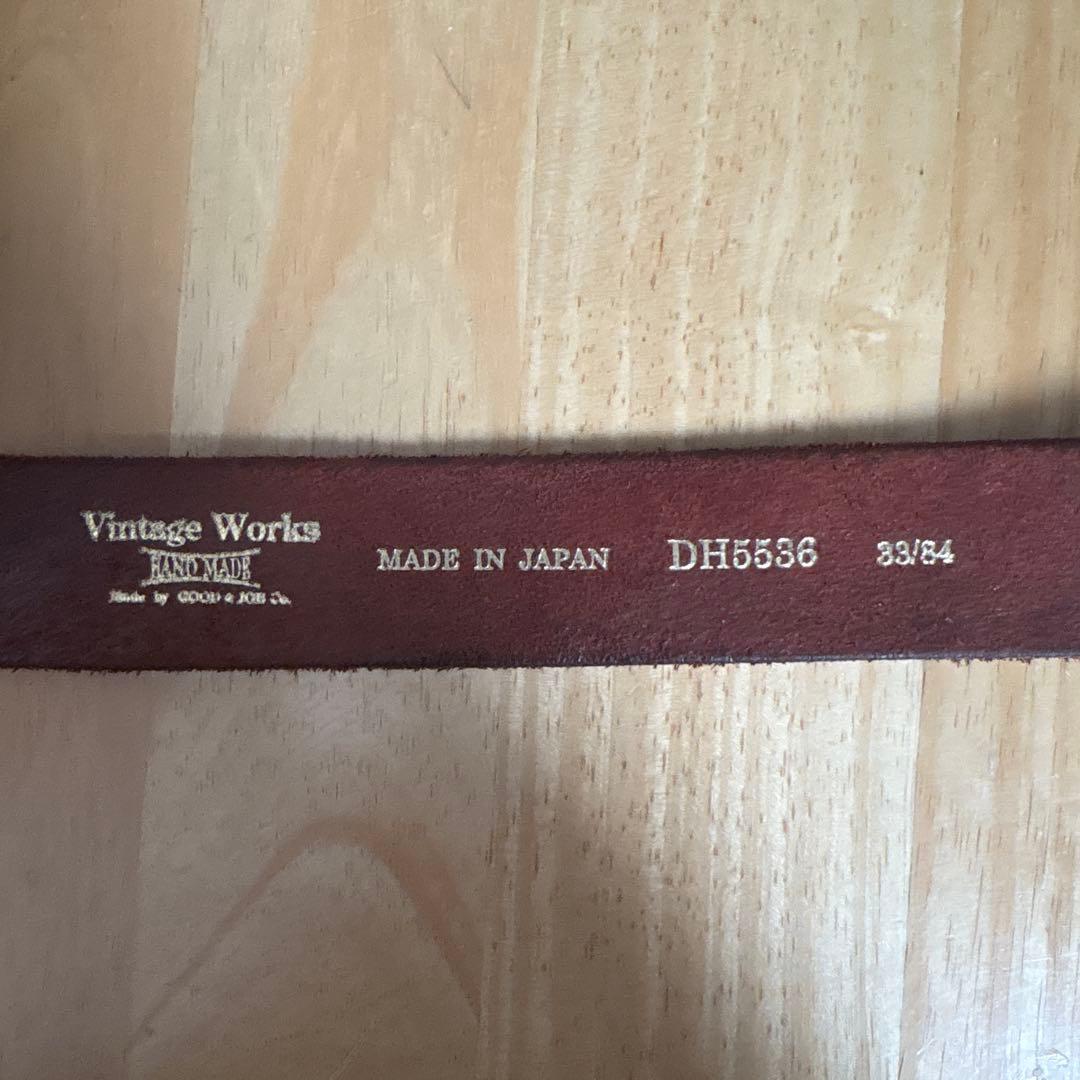 Vintage Works
HAND MADE
Made by GOOD & JOB Co.
MADE IN JAPAN
DH5536
33/84